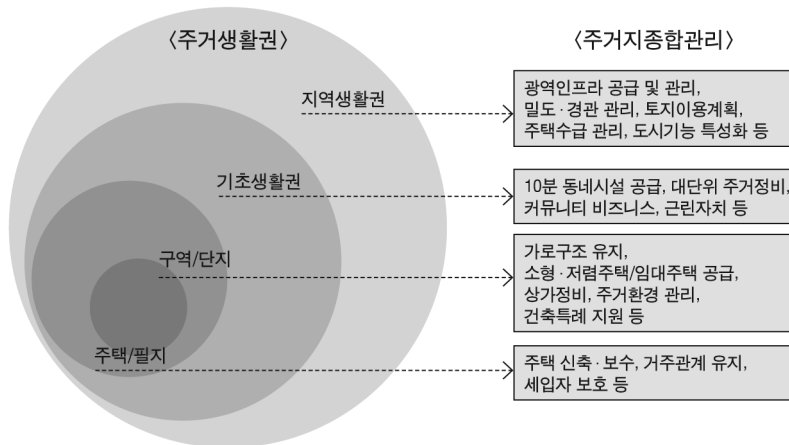 〈주거생활권〉
〈주거지종합관리〉
지역생활권
광역인프라 공급 및 관리,
밀도·경관 관리, 토지이용계획,
주택수급 관리, 도시기능 특성화 등
기초생활권
10분 동네시설 공급, 대단위 주거정비,
커뮤니티 비즈니스, 근린자치 등
구역/단지
가로구조 유지,
소형·저렴주택/임대주택 공급,
상가정비, 주거환경 관리,
건축특례 지원 등
주택/필지
주택 신축·보수, 거주관계 유지,
세입자 보호 등